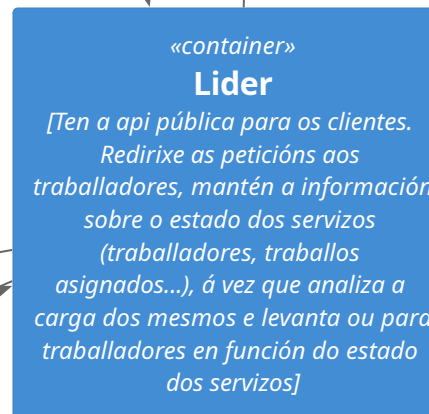 «container»
Lider
[Ten a api pública para os clientes.
Redirixe as peticións aos
traballadores, mantén a información
sobre o estado dos servizos
(traballadores, traballos
asignados...), á vez que analiza a
carga dos mesmos e levanta ou para
traballadores en función do estado
dos servizos]